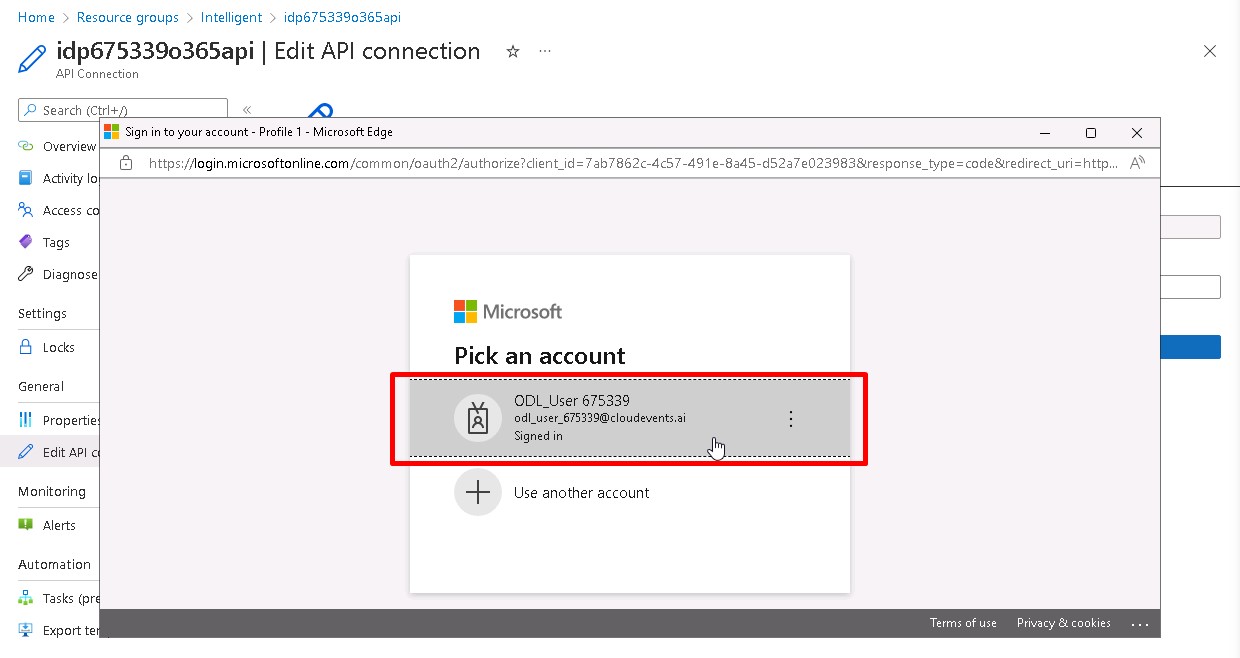 Home > Resource groups > Intelligent > idp675339o365api
idp675339o365api | Edit API connection
API Connection
Search (Ctrl+/)
Sign in to your account - Profile 1 - Microsoft Edge
https://login.microsoftonline.com/common/oauth2/authorize?client_id=7ab7862c-4c57-491e-8a45-d52a7e023983&response_type=code&redirect_uri=http...
Overview
Activity lo
Access co
Tags
Diagnose
Settings
Locks
General
Properties
Edit API co
Monitoring
Alerts
Automation
Tasks (pre
Export tem
Microsoft
Pick an account
ODL_User 675339
odl_user_675339@cloudevents.ai
Signed in
Use another account
Terms of use Privacy & cookies ...